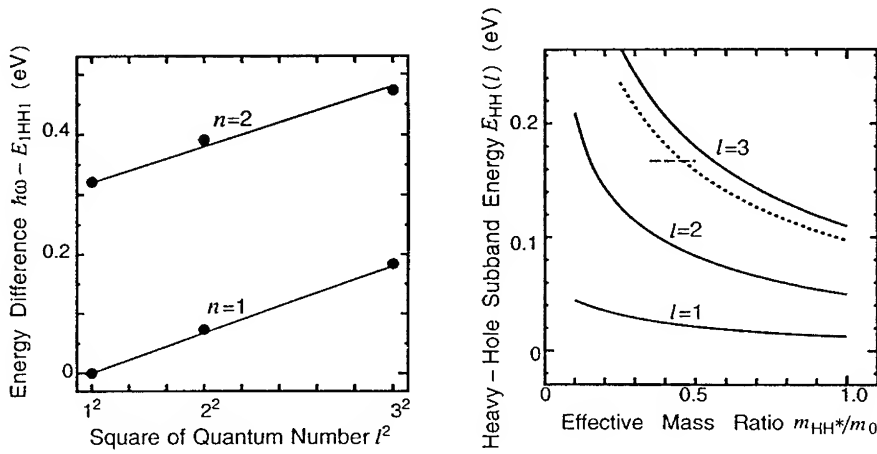 Energy Difference ħω − E₁HH₁ (eV)
0.4
0.2
0
n=2
n=1
1² 2² 3²
Square of Quantum Number l²
Heavy − Hole Subband Energy E_HH(l) (eV)
0.2
0.1
0
l=3
l=2
l=1
0 0.5 1.0
Effective Mass Ratio m_HH*/m₀